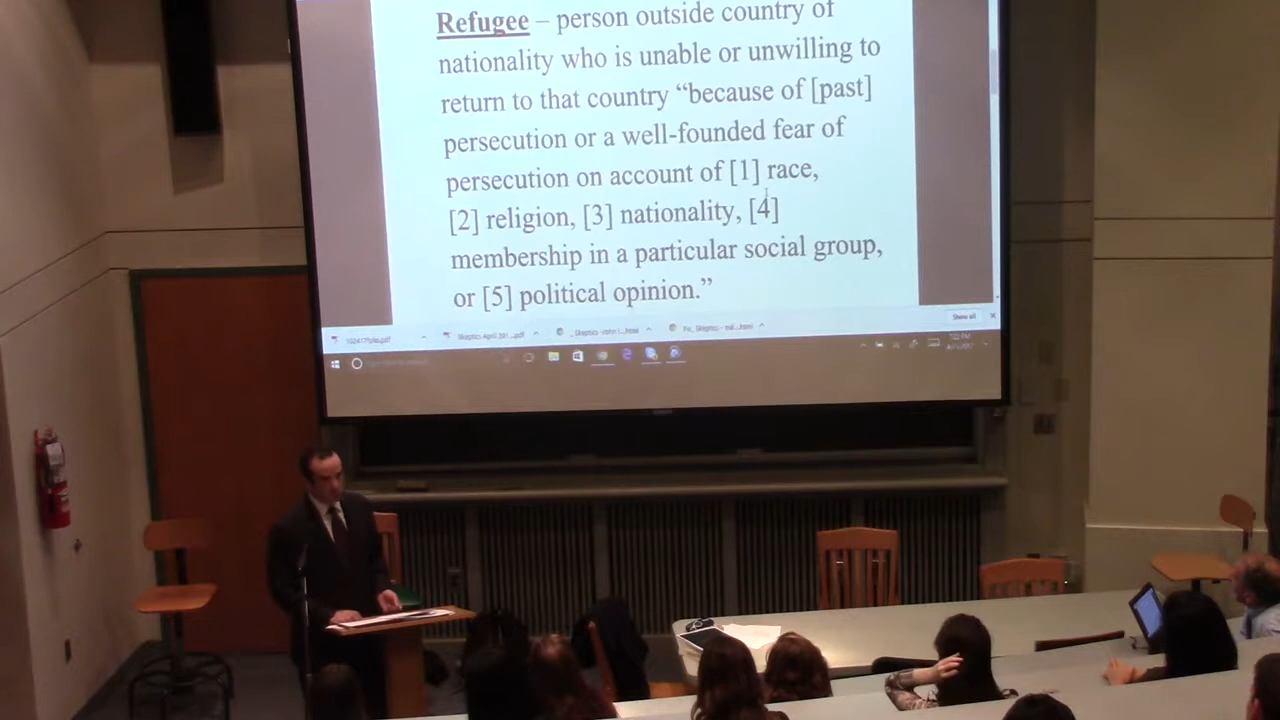 Refugee – person outside country of
nationality who is unable or unwilling to
return to that country “because of [past]
persecution or a well-founded fear of
persecution on account of [1] race,
[2] religion, [3] nationality, [4]
membership in a particular social group,
or [5] political opinion.”
Show all